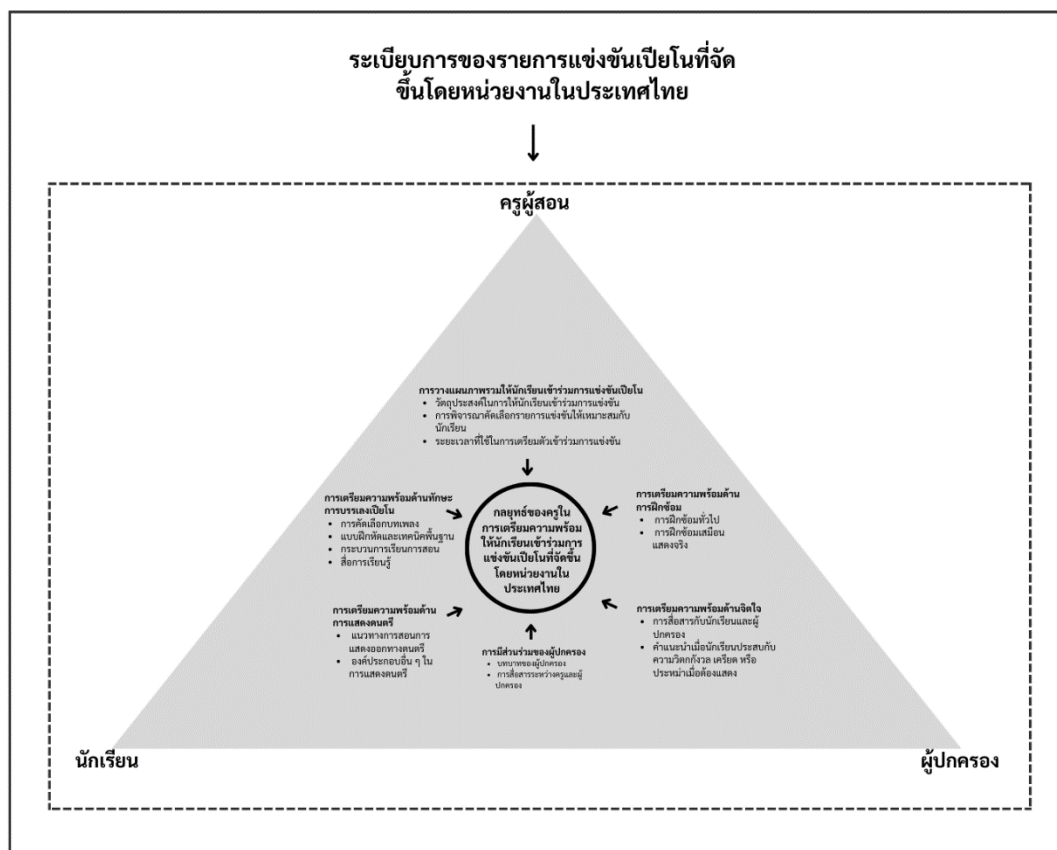 ระเบียบการของรายการแข่งขันเปียโนที่จัด
ขึ้นโดยหน่วยงานในประเทศไทย
ครูผู้สอน
การวางแผนภาพรวมให้นักเรียนเข้าร่วมการแข่งขันเปียโน
• วัตถุประสงค์ในการให้นักเรียนเข้าร่วมการแข่งขัน
• การพิจารณาคัดเลือกรายการแข่งขันให้เหมาะสมกับ
นักเรียน
• ระยะเวลาที่ใช้ในการเตรียมตัวเข้าร่วมการแข่งขัน
การเตรียมความพร้อมด้านทักษะ
การบรรเลงเปียโน
• การคัดเลือกบทเพลง
• แบบฝึกหัดและเทคนิคพื้นฐาน
• กระบวนการเรียนการสอน
• สื่อการเรียนรู้
กลยุทธ์ของครูใน
การเตรียมความพร้อม
ให้นักเรียนเข้าร่วมการ
แข่งขันเปียโนที่จัดขึ้น
โดยหน่วยงานใน
ประเทศไทย
การเตรียมความพร้อมด้าน
การฝึกซ้อม
• การฝึกซ้อมทั่วไป
• การฝึกซ้อมเสมือน
แสดงจริง
การเตรียมความพร้อมด้าน
การแสดงดนตรี
• แนวทางการสอนการ
แสดงออกทางดนตรี
• องค์ประกอบอื่น ๆ ใน
การแสดงดนตรี
การมีส่วนร่วมของผู้ปกครอง
• บทบาทของผู้ปกครอง
• การสื่อสารระหว่างครูและผู้
ปกครอง
การเตรียมความพร้อมด้านจิตใจ
• การสื่อสารกับนักเรียนและผู้
ปกครอง
• คำแนะนำเมื่อนักเรียนประสบกับ
ความวิตกกังวล เครียด หรือ
ประหม่าเมื่อต้องแสดง
นักเรียน
ผู้ปกครอง